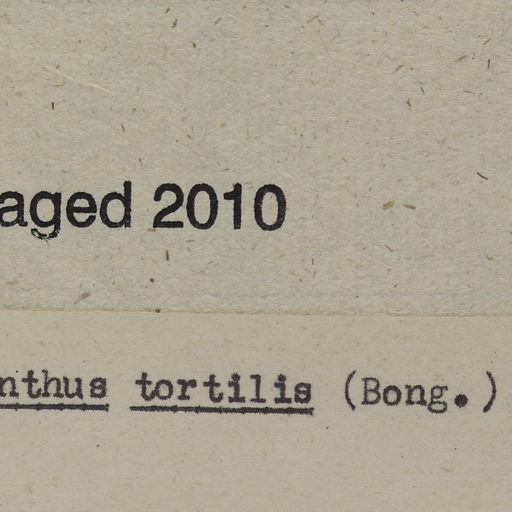 aged 2010
nthus tortilis (Bong.)